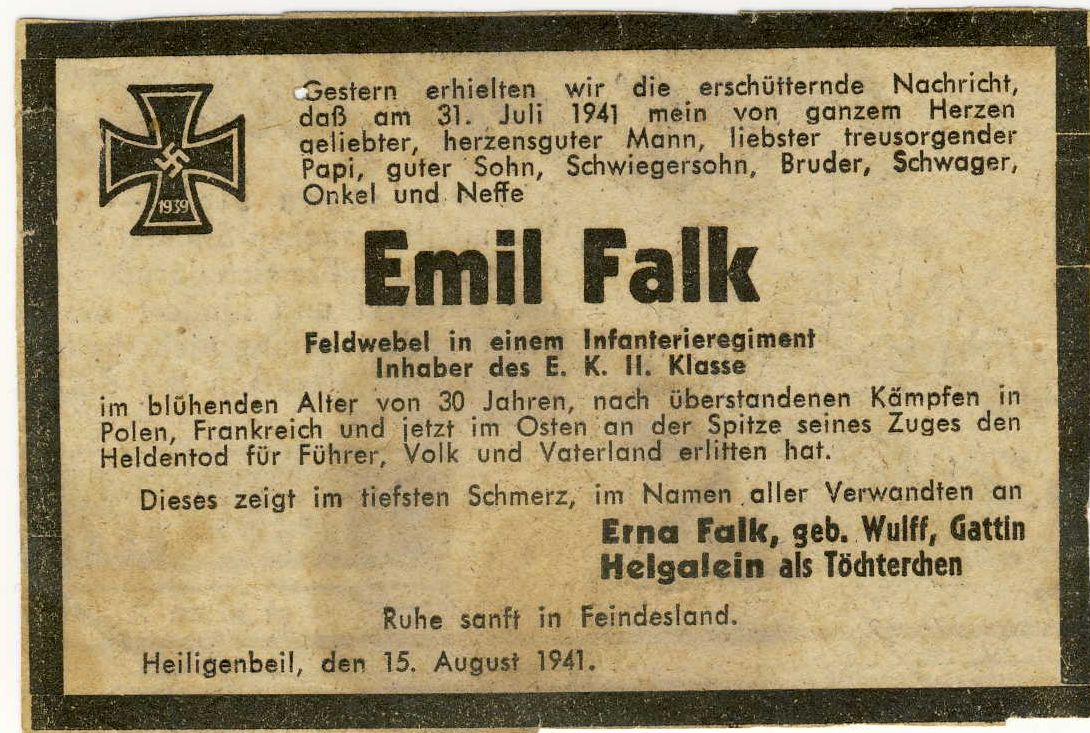 1939
Gestern erhielten wir die erschütternde Nachricht,
daß am 31. Juli 1941 mein von ganzem Herzen
geliebter, herzensguter Mann, liebster treusorgender
Papi, guter Sohn, Schwiegersohn, Bruder, Schwager,
Onkel und Neffe
Emil Falk
Feldwebel in einem Infanterieregiment
Inhaber des E. K. II. Klasse
im blühenden Alter von 30 Jahren, nach überstandenen Kämpfen in
Polen, Frankreich und jetzt im Osten an der Spitze seines Zuges den
Heldentod für Führer, Volk und Vaterland erlitten hat.
Dieses zeigt im tiefsten Schmerz, im Namen aller Verwandten an
Erna Falk, geb. Wulff, Gattin
Helgalein als Töchterchen
Ruhe sanft in Feindesland.
Heiligenbeil, den 15. August 1941.